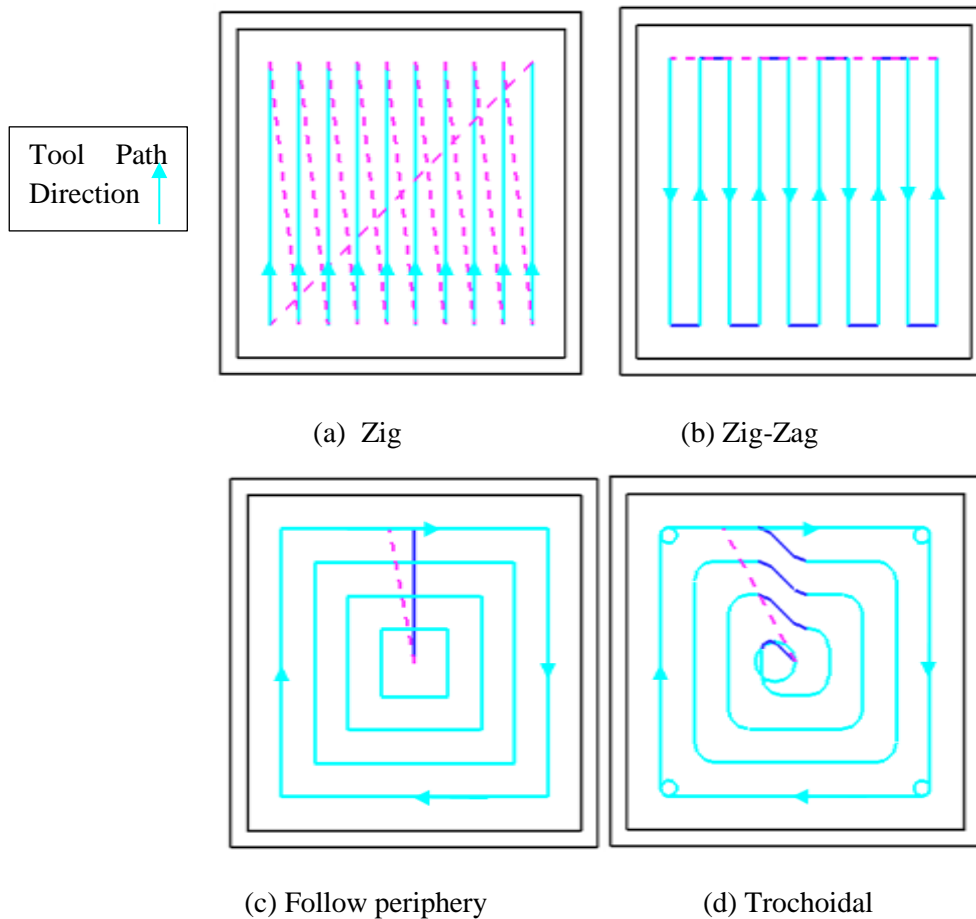 Tool Path
Direction
(a) Zig
(b) Zig-Zag
(c) Follow periphery
(d) Trochoidal